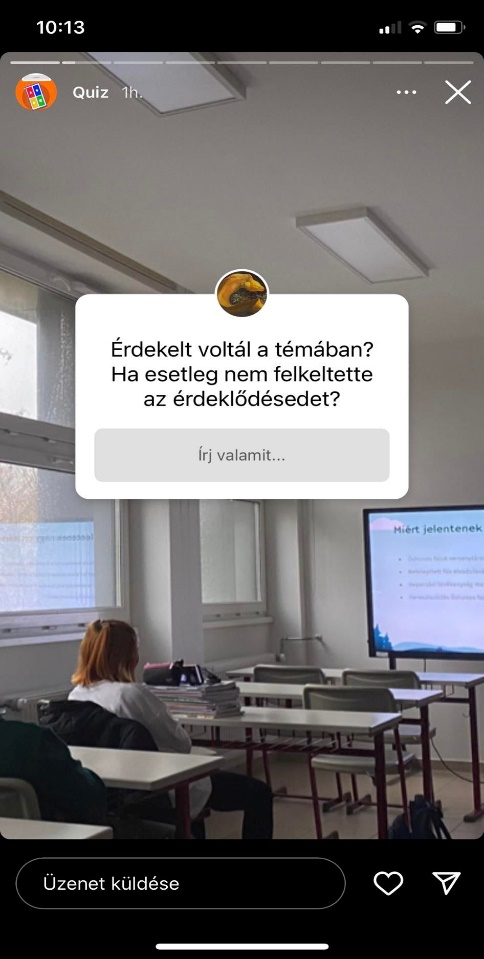 10:13
Quiz 1h.
Érdekelt voltál a témában?
Ha esetleg nem felkeltette
az érdeklődésedet?
Írj valamit...
Miért jelentenek
Üzenet küldése